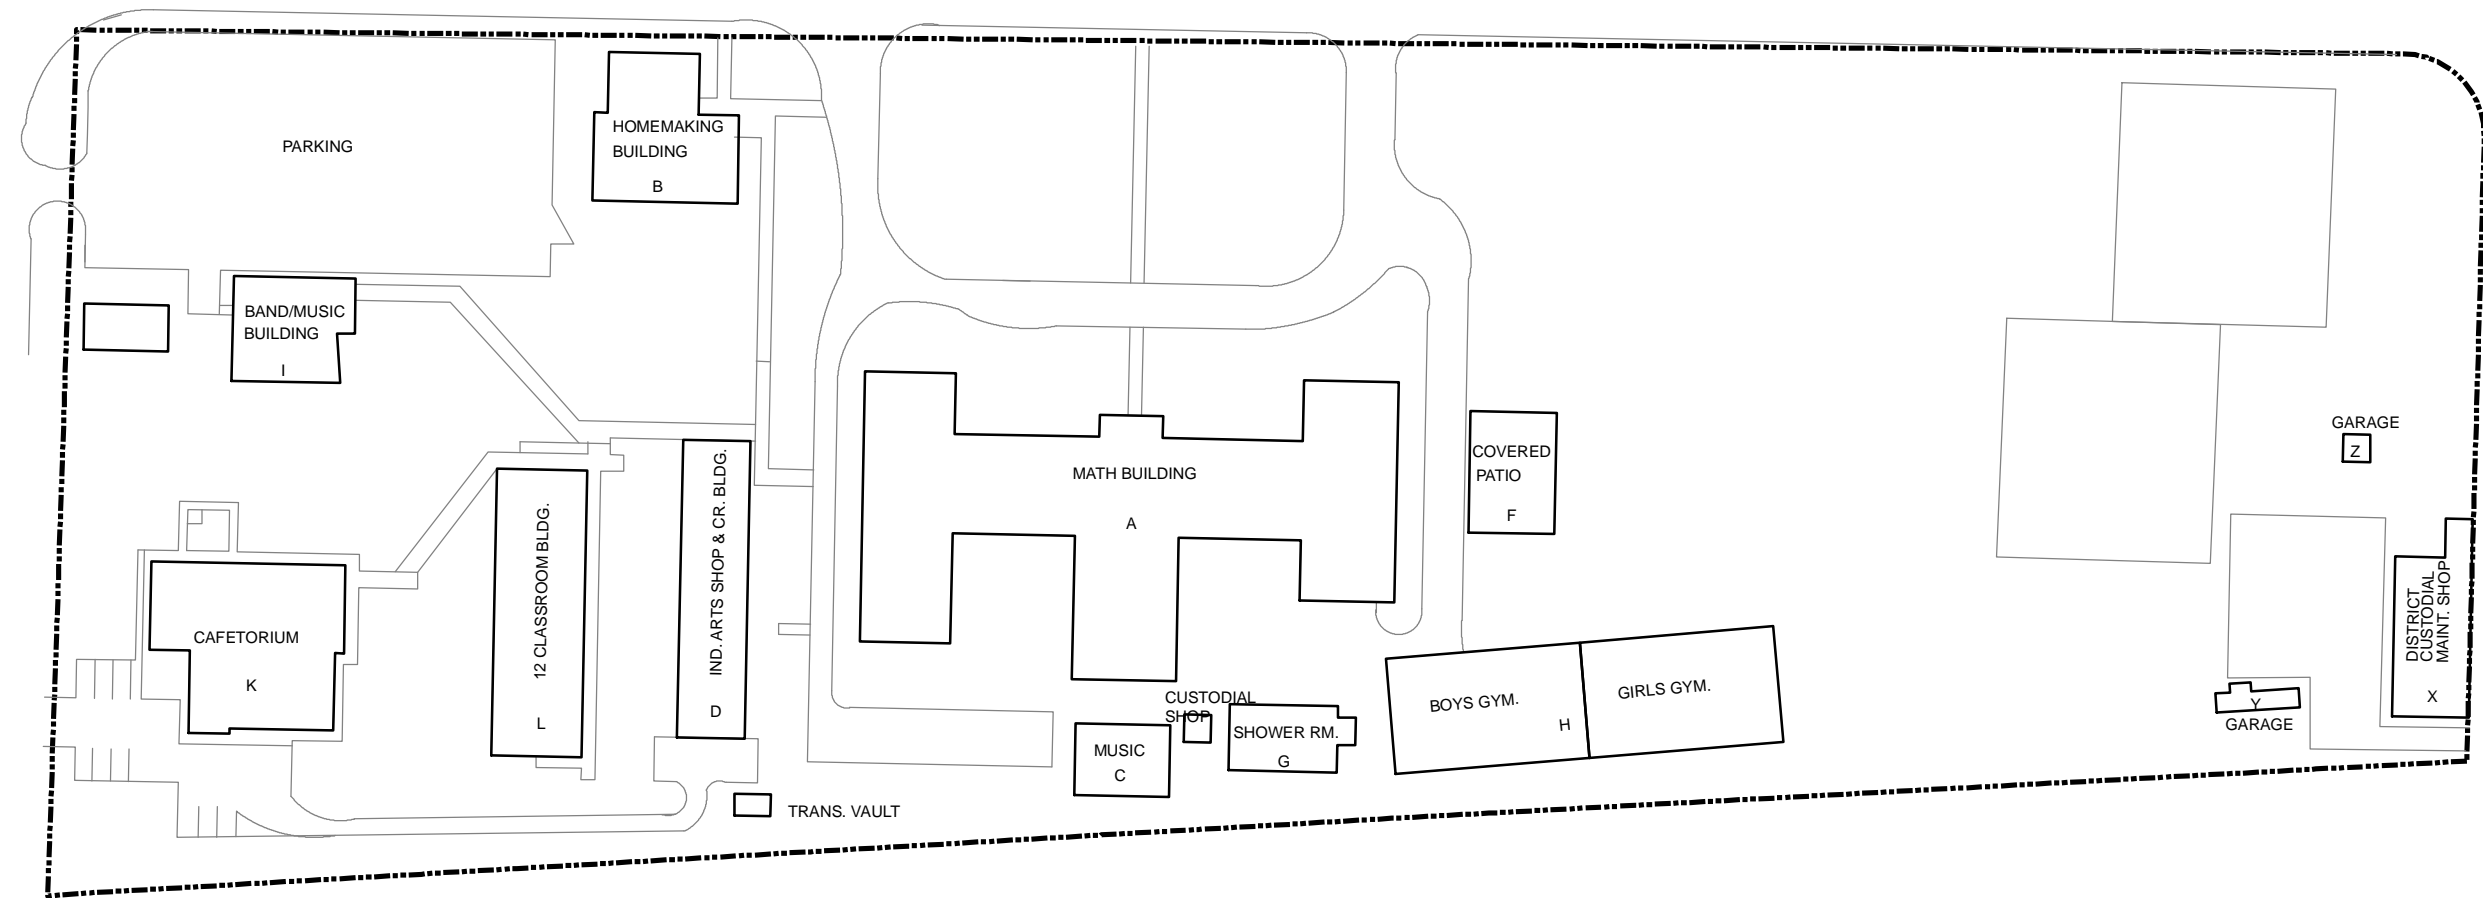 PARKING
HOMEMAKING
BUILDING
B
BAND/MUSIC
BUILDING
I
CAFETORIUM
K
12 CLASSROOM BLDG.
L
IND. ARTS SHOP & CR. BLDG.
D
TRANS. VAULT
MATH BUILDING
A
COVERED
PATIO
F
CUSTODIAL
SHOP
MUSIC
C
SHOWER RM.
G
BOYS GYM.
H
GIRLS GYM.
GARAGE
Z
DISTRICT
CUSTODIAL
MAINT. SHOP
X
Y
GARAGE